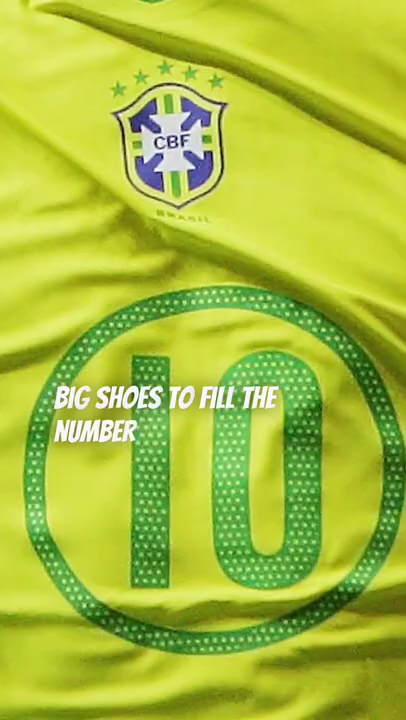 CBF
BRASIL
10
BIG SHOES TO FILL THE
NUMBER